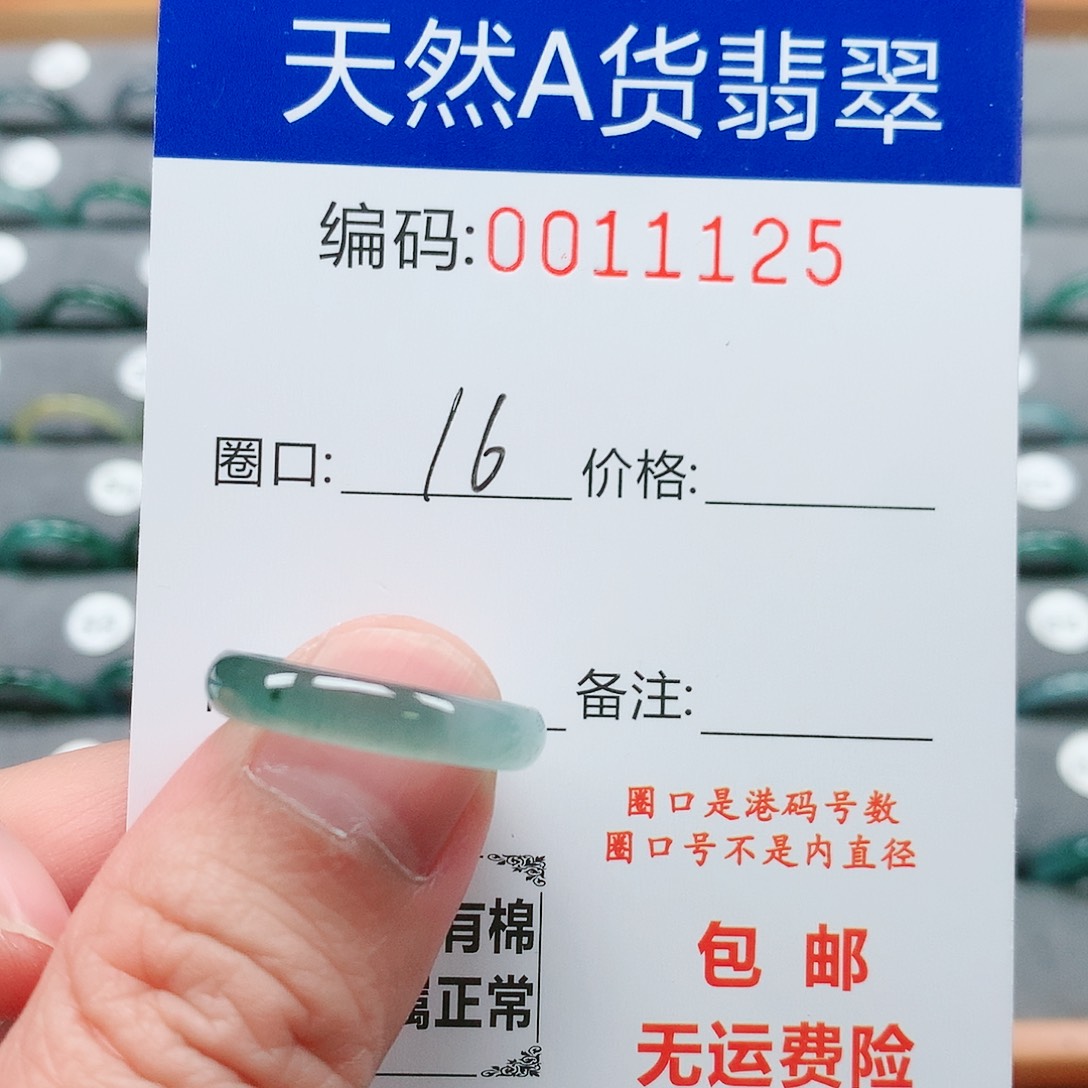 天然A货翡翠
编码:0011125
圈口: 16 价格:
备注:
圈口是港码号数
圈口号不是内直径
有棉
属正常
包邮
无运费险